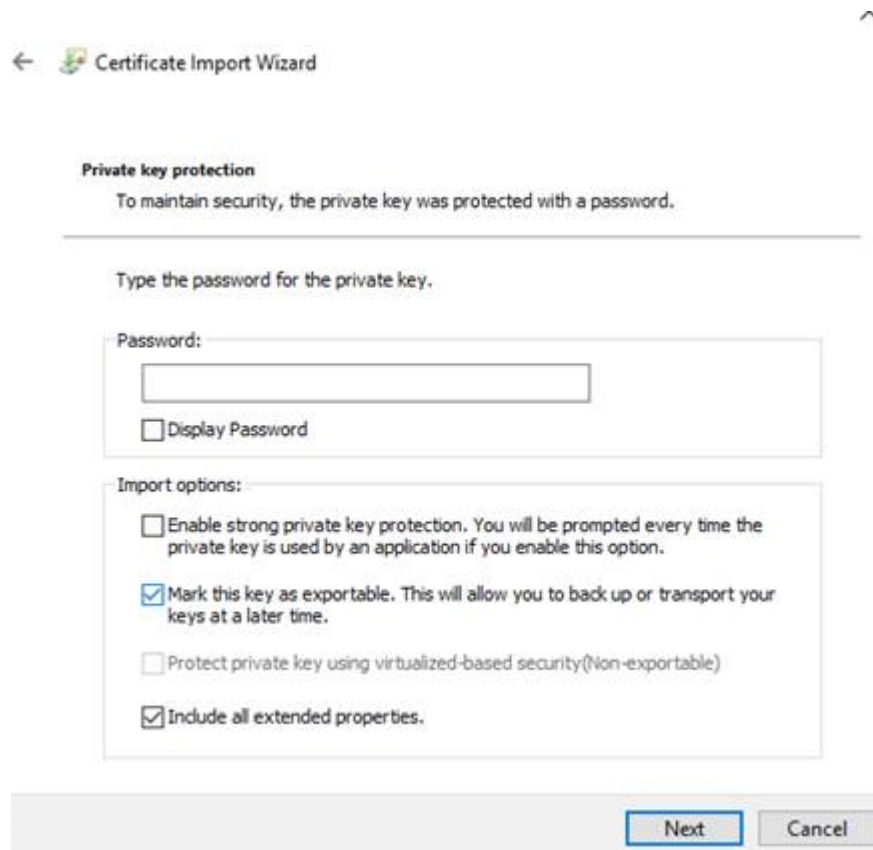 Certificate Import Wizard
Private key protection
To maintain security, the private key was protected with a password.
Type the password for the private key.
Password:
Display Password
Import options:
Enable strong private key protection. You will be prompted every time the
private key is used by an application if you enable this option.
Mark this key as exportable. This will allow you to back up or transport your
keys at a later time.
Protect private key using virtualized-based security(Non-exportable)
Include all extended properties.
Next
Cancel